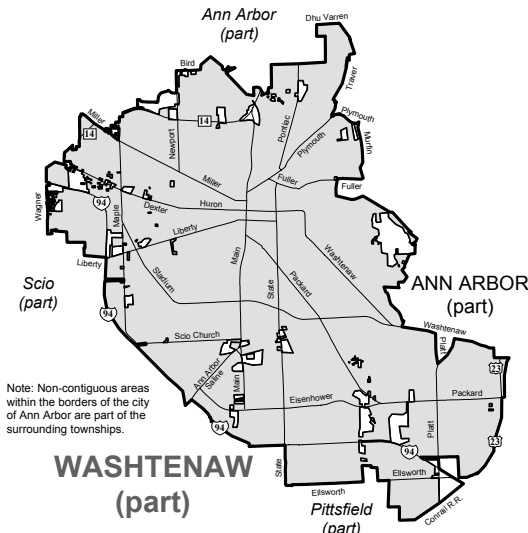 Ann Arbor
(part)
Dhu Varren
Bird
Traver
Miller
14
Newport
14
Pontiac
Plymouth
Plymouth
Murfin
Miller
Fuller
Fuller
Wagner
94
Maple
Dexter
Huron
Liberty
Main
State
Packard
Washtenaw
Liberty
Scio
(part)
Stadium
ANN ARBOR
(part)
94
Washtenaw
Platt
Scio Church
23
Ann Arbor
Saline
Main
Note: Non-contiguous areas
within the borders of the city
of Ann Arbor are part of the
surrounding townships.
Eisenhower
Packard
94
State
Platt
94
23
WASHTENAW
(part)
Ellsworth
Ellsworth
Conrail R.R.
Pittsfield
(part)